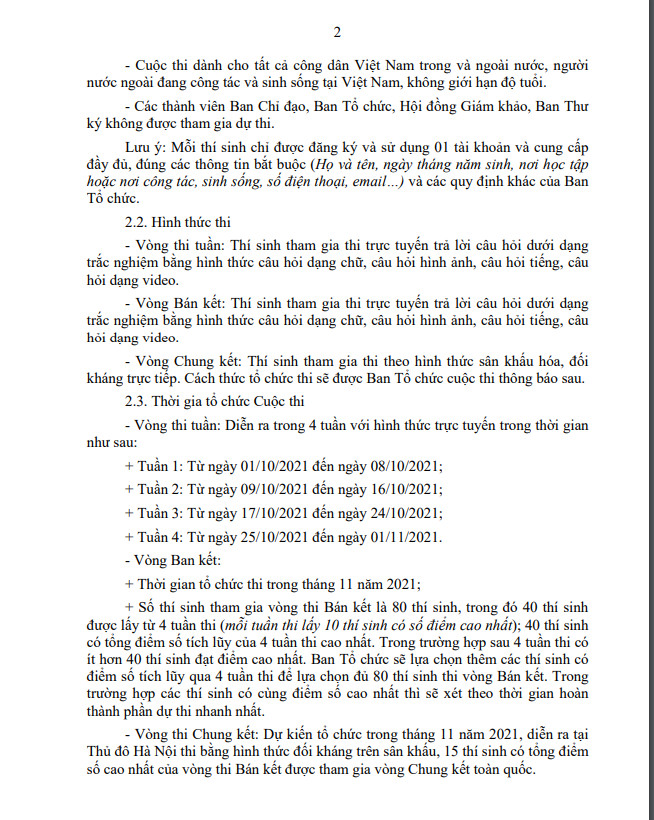 2
- Cuộc thi dành cho tất cả công dân Việt Nam trong và ngoài nước, người
nước ngoài đang công tác và sinh sống tại Việt Nam, không giới hạn độ tuổi.
- Các thành viên Ban Chỉ đạo, Ban Tổ chức, Hội đồng Giám khảo, Ban Thư
ký không được tham gia dự thi.
Lưu ý: Mỗi thí sinh chỉ được đăng ký và sử dụng 01 tài khoản và cung cấp
đầy đủ, đúng các thông tin bắt buộc (Họ và tên, ngày tháng năm sinh, nơi học tập
hoặc nơi công tác, sinh sống, số điện thoại, email...) và các quy định khác của Ban
Tổ chức.
2.2. Hình thức thi
- Vòng thi tuần: Thí sinh tham gia thi trực tuyến trả lời câu hỏi dưới dạng
trắc nghiệm bằng hình thức câu hỏi dạng chữ, câu hỏi hình ảnh, câu hỏi tiếng, câu
hỏi dạng video.
- Vòng Bán kết: Thí sinh tham gia thi trực tuyến trả lời câu hỏi dưới dạng
trắc nghiệm bằng hình thức câu hỏi dạng chữ, câu hỏi hình ảnh, câu hỏi tiếng, câu
hỏi dạng video.
- Vòng Chung kết: Thí sinh tham gia thi theo hình thức sân khấu hóa, đối
kháng trực tiếp. Cách thức tổ chức thi sẽ được Ban Tổ chức cuộc thi thông báo sau.
2.3. Thời gia tổ chức Cuộc thi
- Vòng thi tuần: Diễn ra trong 4 tuần với hình thức trực tuyến trong thời gian
như sau:
+ Tuần 1: Từ ngày 01/10/2021 đến ngày 08/10/2021;
+ Tuần 2: Từ ngày 09/10/2021 đến ngày 16/10/2021;
+ Tuần 3: Từ ngày 17/10/2021 đến ngày 24/10/2021;
+ Tuần 4: Từ ngày 25/10/2021 đến ngày 01/11/2021.
- Vòng Ban kết:
+ Thời gian tổ chức thi trong tháng 11 năm 2021;
+ Số thí sinh tham gia vòng thi Bán kết là 80 thí sinh, trong đó 40 thí sinh
được lấy từ 4 tuần thi (mỗi tuần thi lấy 10 thí sinh có số điểm cao nhất); 40 thí sinh
có tổng điểm số tích lũy của 4 tuần thi cao nhất. Trong trường hợp sau 4 tuần thi có
ít hơn 40 thí sinh đạt điểm cao nhất. Ban Tổ chức sẽ lựa chọn thêm các thí sinh có
điểm số tích lũy qua 4 tuần thi để lựa chọn đủ 80 thí sinh thi vòng Bán kết. Trong
trường hợp các thí sinh có cùng điểm số cao nhất thì sẽ xét theo thời gian hoàn
thành phần dự thi nhanh nhất.
- Vòng thi Chung kết: Dự kiến tổ chức trong tháng 11 năm 2021, diễn ra tại
Thủ đô Hà Nội thi bằng hình thức đối kháng trên sân khấu, 15 thí sinh có tổng điểm
số cao nhất của vòng thi Bán kết được tham gia vòng Chung kết toàn quốc.